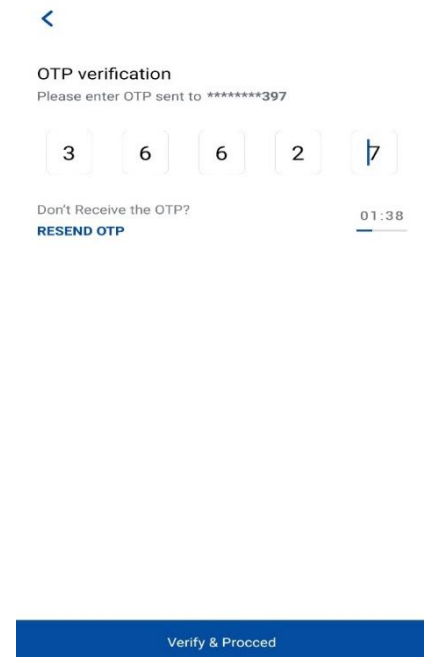 OTP verification
Please enter OTP sent to ********397
3 6 6 2 7
Don't Receive the OTP?
01:38
RESEND OTP
Verify & Procced